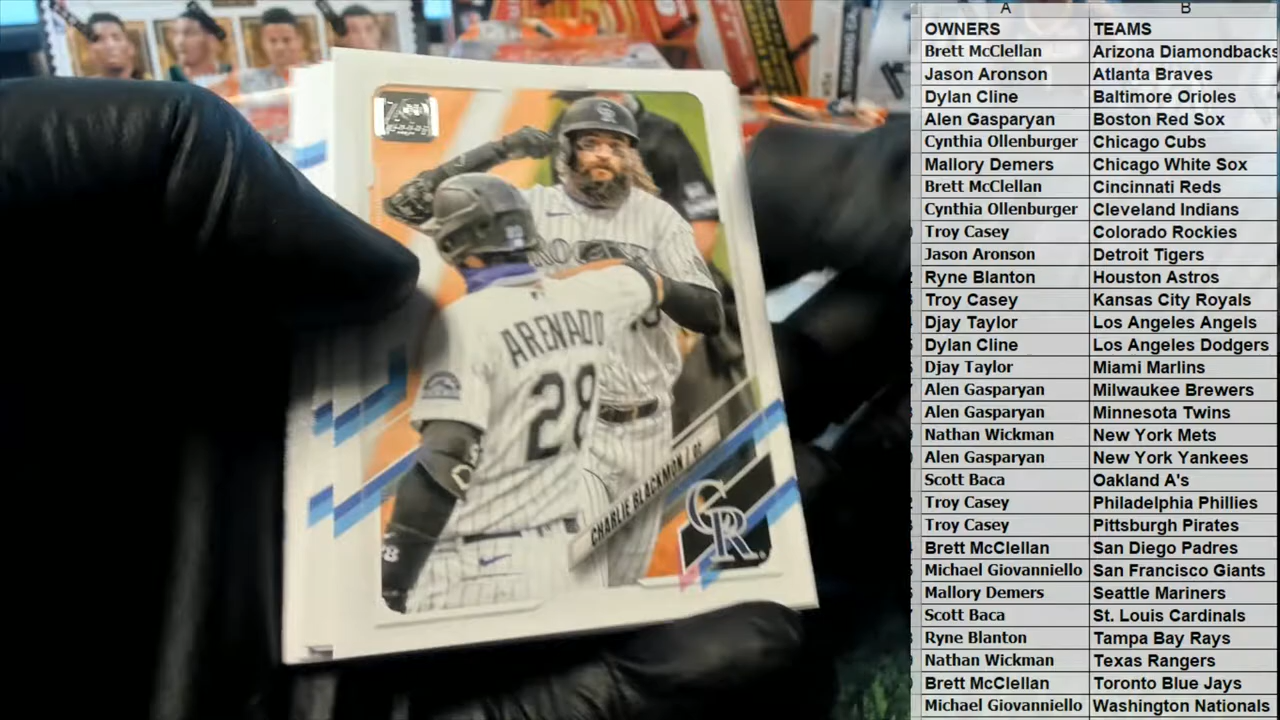 A B
OWNERS TEAMS
Brett McClellan Arizona Diamondbacks
Jason Aronson Atlanta Braves
Dylan Cline Baltimore Orioles
Alen Gasparyan Boston Red Sox
Cynthia Ollenburger Chicago Cubs
Mallory Demers Chicago White Sox
Brett McClellan Cincinnati Reds
Cynthia Ollenburger Cleveland Indians
Troy Casey Colorado Rockies
Jason Aronson Detroit Tigers
Ryne Blanton Houston Astros
Troy Casey Kansas City Royals
Djay Taylor Los Angeles Angels
Dylan Cline Los Angeles Dodgers
Djay Taylor Miami Marlins
Alen Gasparyan Milwaukee Brewers
Alen Gasparyan Minnesota Twins
Nathan Wickman New York Mets
Alen Gasparyan New York Yankees
Scott Baca Oakland A's
Troy Casey Philadelphia Phillies
Troy Casey Pittsburgh Pirates
Brett McClellan San Diego Padres
Michael Giovanniello San Francisco Giants
Mallory Demers Seattle Mariners
Scott Baca St. Louis Cardinals
Ryne Blanton Tampa Bay Rays
Nathan Wickman Texas Rangers
Brett McClellan Toronto Blue Jays
Michael Giovanniello Washington Nationals
ARENADO
28
CHARLIE BLACKMON | OF
CR